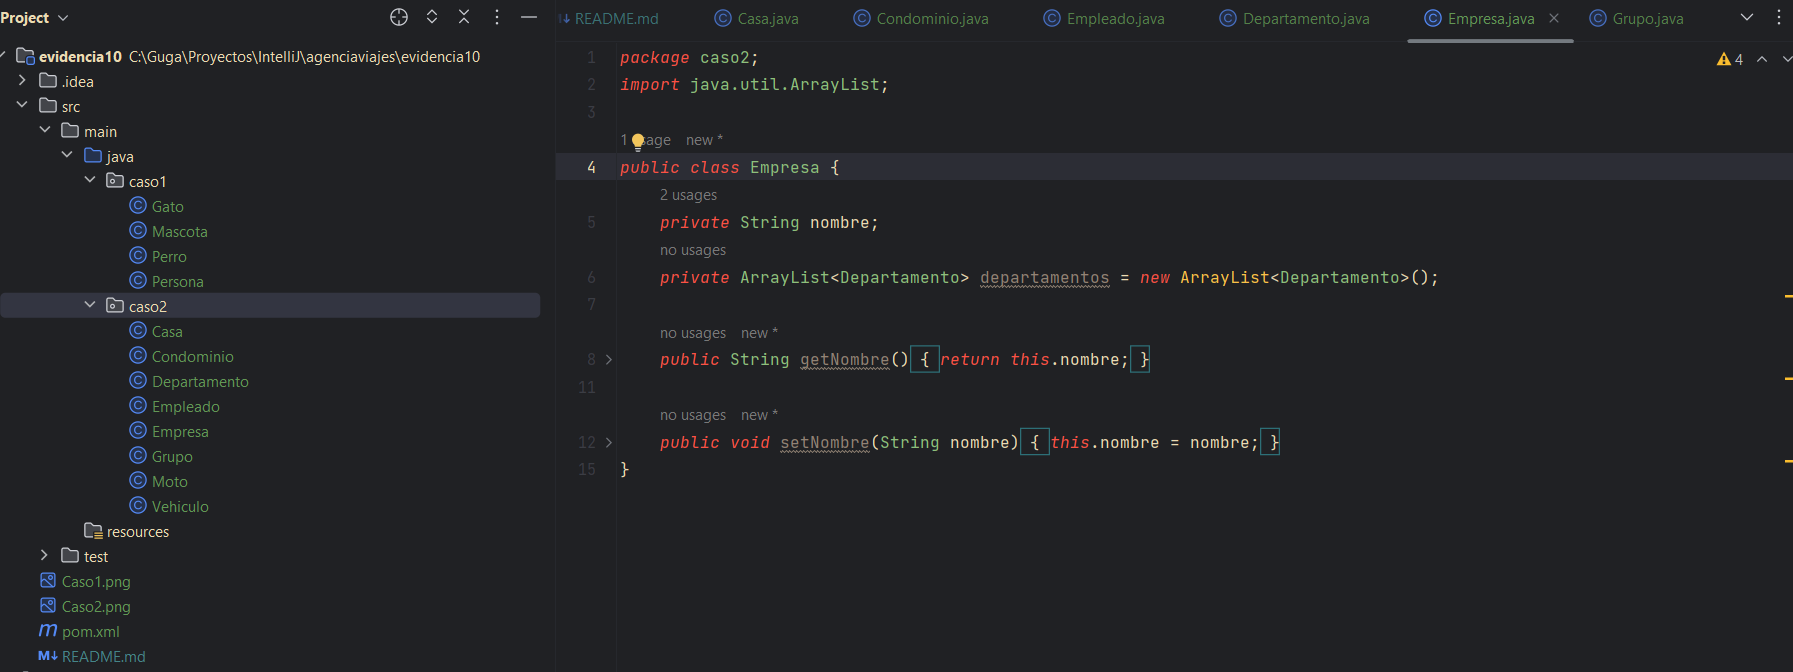 Project
evidencia10 C:\Guga\Proyectos\IntelliJ\agenciaviajes\evidencia10
.idea
src
main
java
caso1
Gato
Mascota
Perro
Persona
caso2
Casa
Condominio
Departamento
Empleado
Empresa
Grupo
Moto
Vehiculo
resources
test
Caso1.png
Caso2.png
m pom.xml
M↓ README.md
↓ README.md
Casa.java
Condominio.java
Empleado.java
Departamento.java
Empresa.java
Grupo.java
4
1 package caso2;
2 import java.util.ArrayList;
3
1 sage new *
4 public class Empresa {
2 usages
5 private String nombre;
no usages
6 private ArrayList<Departamento> departamentos = new ArrayList<Departamento>();
7
no usages new *
8 public String getNombre() { return this.nombre; }
11
no usages new *
12 public void setNombre(String nombre) { this.nombre = nombre; }
15 }